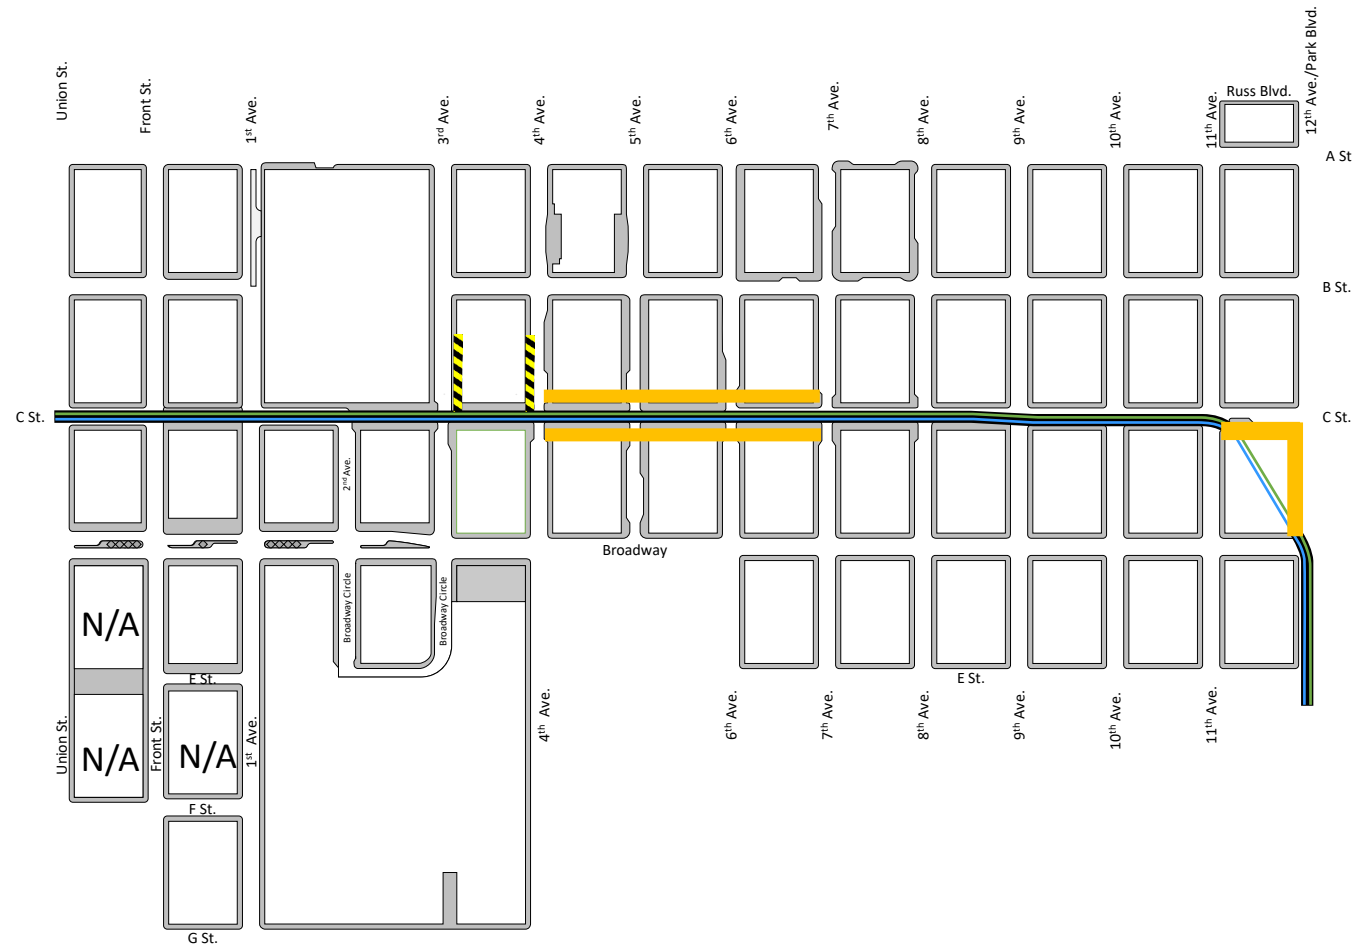 Union St.
Front St.
1st Ave.
3rd Ave.
4th Ave.
5th Ave.
6th Ave.
7th Ave.
8th Ave.
9th Ave.
10th Ave.
11th Ave.
12th Ave./Park Blvd.
Russ Blvd.
A St
B St.
C St.
C St.
2nd Ave.
Broadway
Broadway Circle
Broadway Circle
N/A
E St.
E St.
Union St.
N/A
Front St.
N/A
1st Ave.
4th Ave.
6th Ave.
7th Ave.
8th Ave.
9th Ave.
10th Ave.
11th Ave.
F St.
G St.